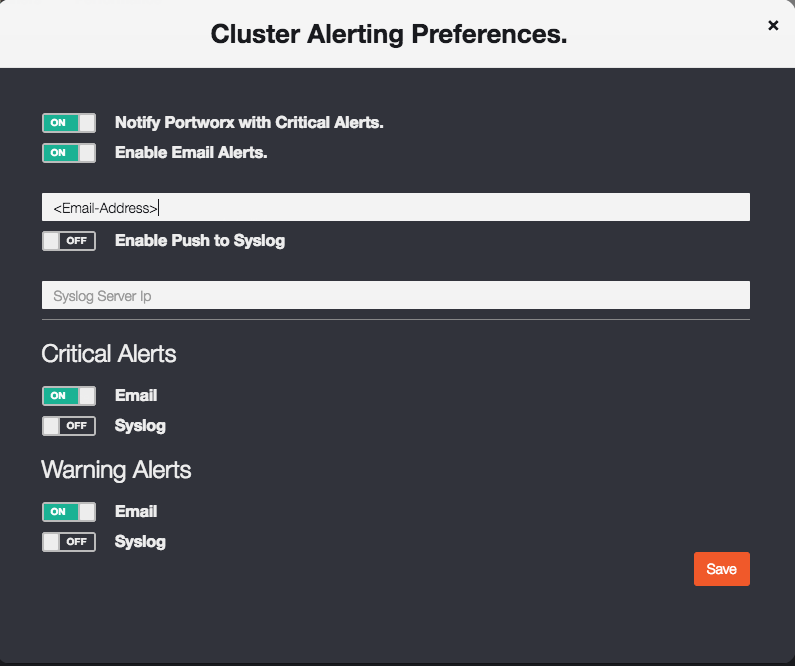 Cluster Alerting Preferences.
×
ON Notify Portworx with Critical Alerts.
ON Enable Email Alerts.
<Email-Address>
OFF Enable Push to Syslog
Syslog Server Ip
Critical Alerts
ON Email
OFF Syslog
Warning Alerts
ON Email
OFF Syslog
Save